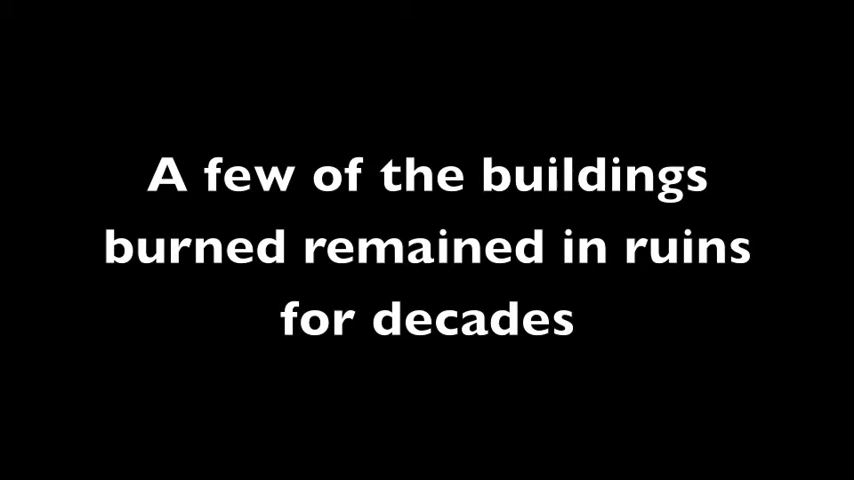 A few of the buildings
burned remained in ruins
for decades